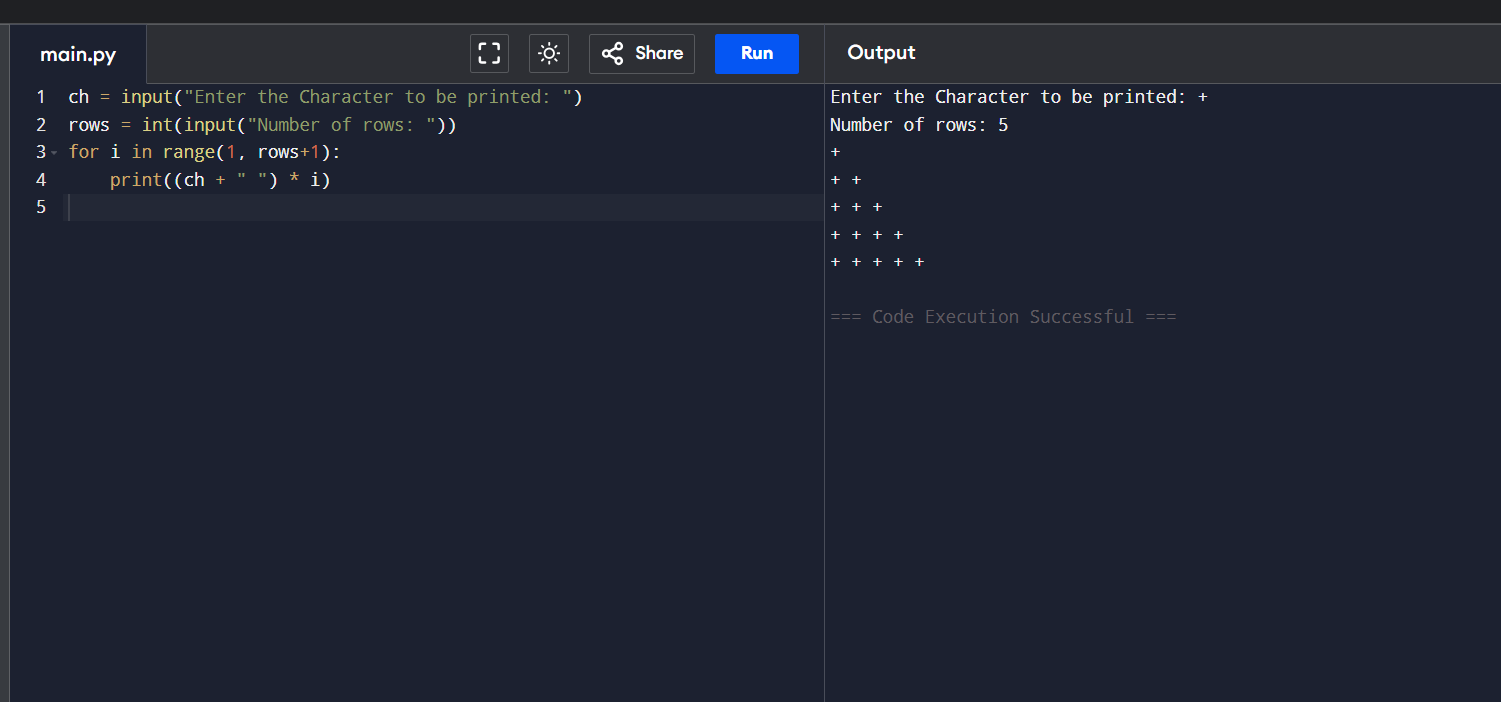 main.py
Share
Run
Output
1 ch = input("Enter the Character to be printed: ")
2 rows = int(input("Number of rows: "))
3 for i in range(1, rows+1):
4     print((ch + " ") * i)
5
Enter the Character to be printed: +
Number of rows: 5
+
+ +
+ + +
+ + + +
+ + + + +
=== Code Execution Successful ===